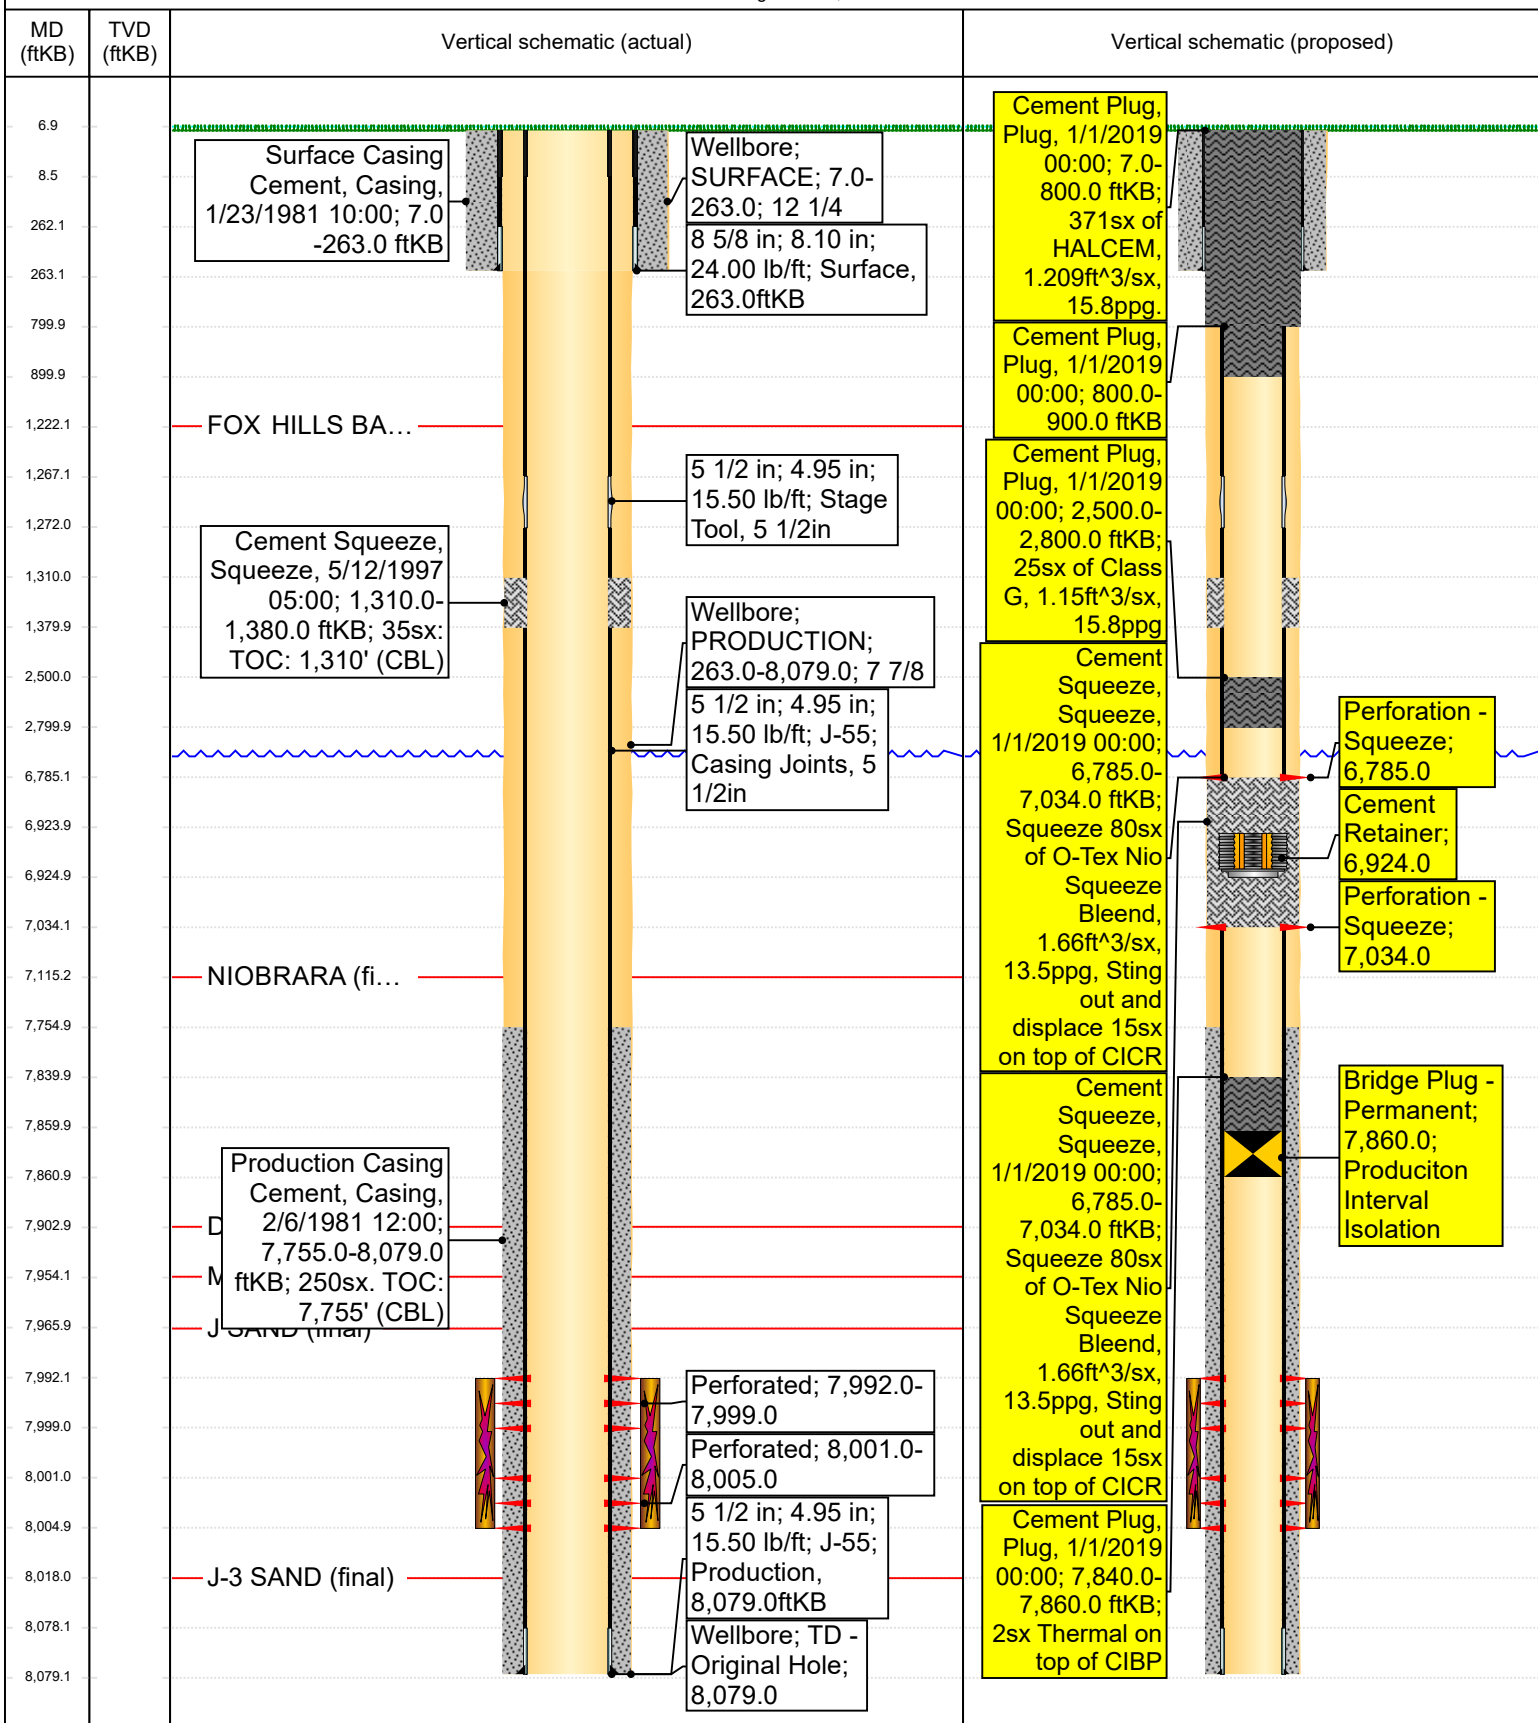 MD
(ftKB)
TVD
(ftKB)
Vertical schematic (actual)
Vertical schematic (proposed)
6.9
8.5
262.1
263.1
799.9
899.9
1,222.1
1,267.1
1,272.0
1,310.0
1,379.9
2,500.0
2,799.9
6,785.1
6,923.9
6,924.9
7,034.1
7,115.2
7,754.9
7,839.9
7,859.9
7,860.9
7,902.9
7,954.1
7,965.9
7,992.1
7,999.0
8,001.0
8,004.9
8,018.0
8,078.1
8,079.1
Surface Casing
Cement, Casing,
1/23/1981 10:00; 7.0
-263.0 ftKB
FOX HILLS BA...
Cement Squeeze,
Squeeze, 5/12/1997
05:00; 1,310.0-
1,380.0 ftKB; 35sx:
TOC: 1,310' (CBL)
NIOBRARA (fi...
Production Casing
Cement, Casing,
2/6/1981 12:00;
7,755.0-8,079.0
ftKB; 250sx. TOC:
7,755' (CBL)
D
M
J SAND (final)
J-3 SAND (final)
Wellbore;
SURFACE; 7.0-
263.0; 12 1/4
8 5/8 in; 8.10 in;
24.00 lb/ft; Surface,
263.0ftKB
5 1/2 in; 4.95 in;
15.50 lb/ft; Stage
Tool, 5 1/2in
Wellbore;
PRODUCTION;
263.0-8,079.0; 7 7/8
5 1/2 in; 4.95 in;
15.50 lb/ft; J-55;
Casing Joints, 5
1/2in
Perforated; 7,992.0-
7,999.0
Perforated; 8,001.0-
8,005.0
5 1/2 in; 4.95 in;
15.50 lb/ft; J-55;
Production,
8,079.0ftKB
Wellbore; TD -
Original Hole;
8,079.0
Cement Plug,
Plug, 1/1/2019
00:00; 7.0-
800.0 ftKB;
371sx of
HALCEM,
1.209ft^3/sx,
15.8ppg.
Cement Plug,
Plug, 1/1/2019
00:00; 800.0-
900.0 ftKB
Cement Plug,
Plug, 1/1/2019
00:00; 2,500.0-
2,800.0 ftKB;
25sx of Class
G, 1.15ft^3/sx,
15.8ppg
Cement
Squeeze,
Squeeze,
1/1/2019 00:00;
6,785.0-
7,034.0 ftKB;
Squeeze 80sx
of O-Tex Nio
Squeeze
Bleend,
1.66ft^3/sx,
13.5ppg, Sting
out and
displace 15sx
on top of CICR
Cement
Squeeze,
Squeeze,
1/1/2019 00:00;
6,785.0-
7,034.0 ftKB;
Squeeze 80sx
of O-Tex Nio
Squeeze
Bleend,
1.66ft^3/sx,
13.5ppg, Sting
out and
displace 15sx
on top of CICR
Cement Plug,
Plug, 1/1/2019
00:00; 7,840.0-
7,860.0 ftKB;
2sx Thermal on
top of CIBP
Perforation -
Squeeze;
6,785.0
Cement
Retainer;
6,924.0
Perforation -
Squeeze;
7,034.0
Bridge Plug -
Permanent;
7,860.0;
Produciton
Interval
Isolation